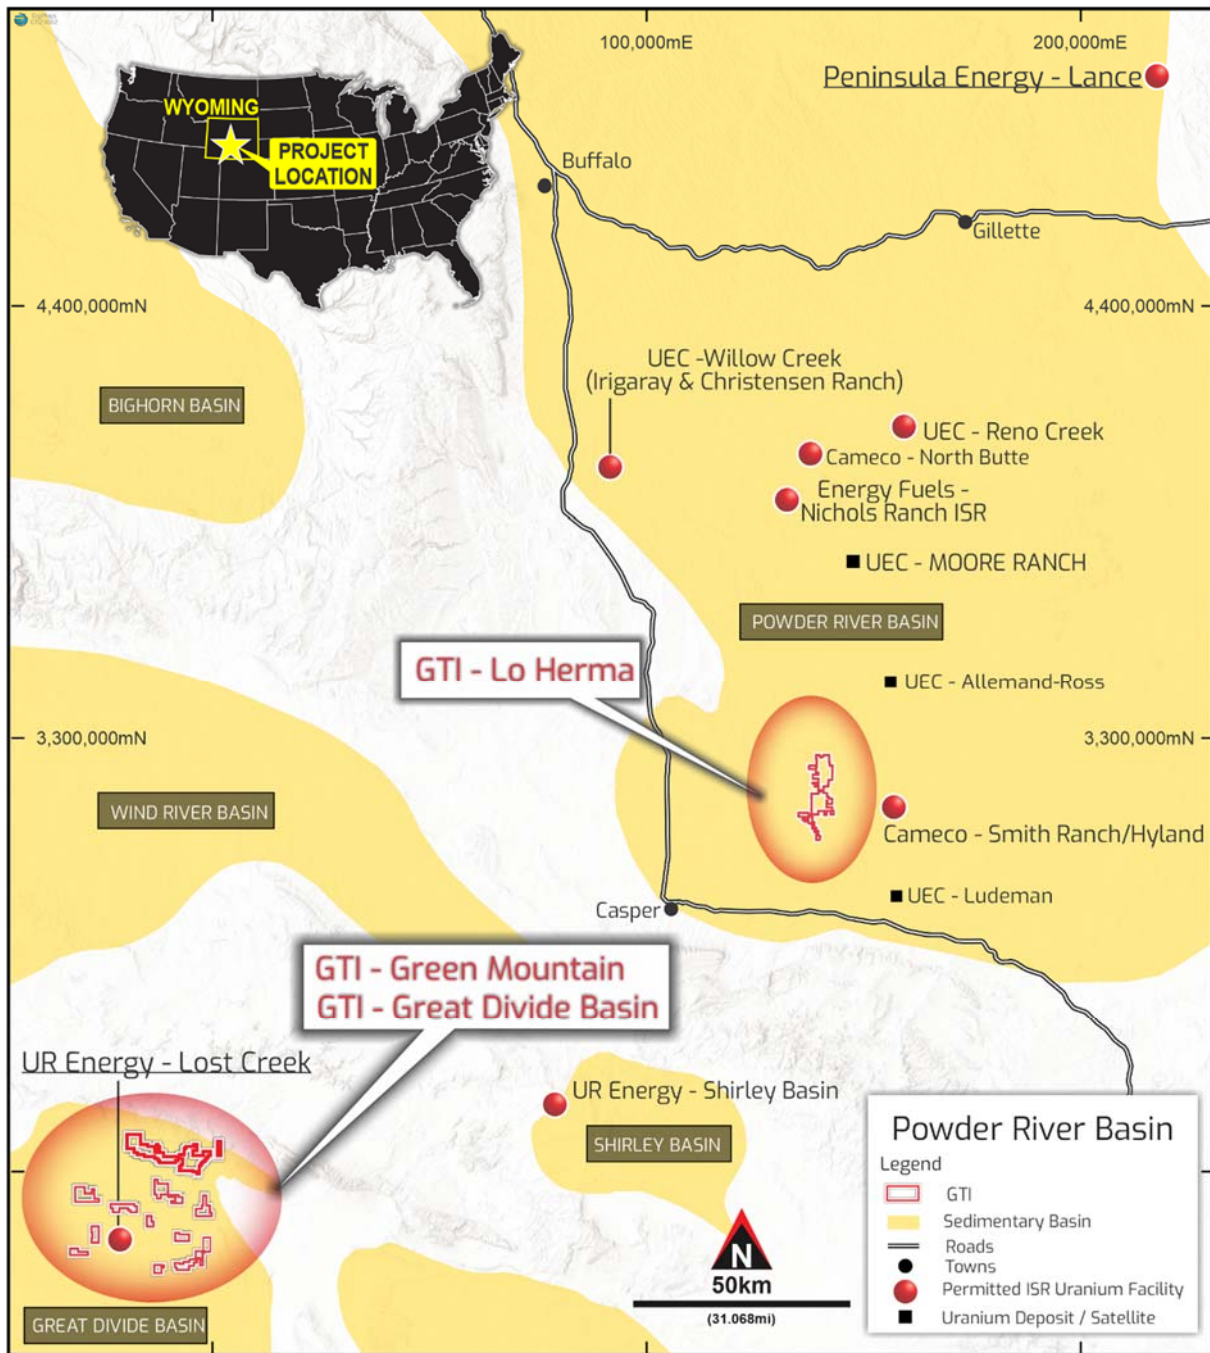 100,000mE
200,000mE
Peninsula Energy - Lance
WYOMING
PROJECT
LOCATION
Buffalo
Gillette
4,400,000mN
4,400,000mN
UEC -Willow Creek
(Irigaray & Christensen Ranch)
BIGHORN BASIN
UEC - Reno Creek
Cameco - North Butte
Energy Fuels -
Nichols Ranch ISR
UEC - MOORE RANCH
POWDER RIVER BASIN
GTI - Lo Herma
UEC - Allemand-Ross
3,300,000mN
3,300,000mN
WIND RIVER BASIN
Cameco - Smith Ranch/Hyland
UEC - Ludeman
Casper
GTI - Green Mountain
GTI - Great Divide Basin
UR Energy - Lost Creek
UR Energy - Shirley Basin
SHIRLEY BASIN
GREAT DIVIDE BASIN
N
50km
(31.068mi)
Powder River Basin
Legend
GTI
Sedimentary Basin
Roads
Towns
Permitted ISR Uranium Facility
Uranium Deposit / Satellite